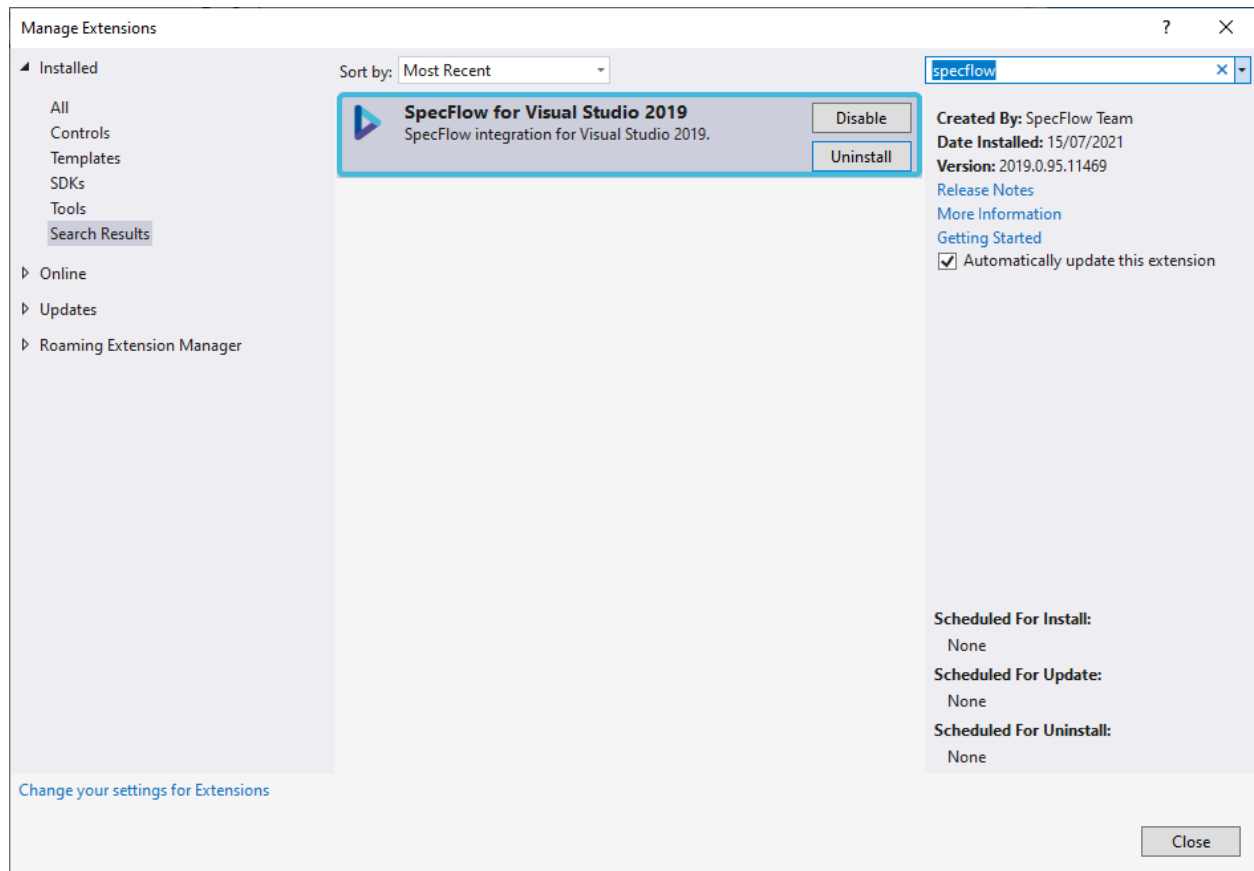 Manage Extensions
?
Installed
All
Controls
Templates
SDKs
Tools
Search Results
Online
Updates
Roaming Extension Manager
Change your settings for Extensions
Sort by: Most Recent
SpecFlow for Visual Studio 2019
SpecFlow integration for Visual Studio 2019.
Disable
Uninstall
specflow
Created By: SpecFlow Team
Date Installed: 15/07/2021
Version: 2019.0.95.11469
Release Notes
More Information
Getting Started
Automatically update this extension
Scheduled For Install:
None
Scheduled For Update:
None
Scheduled For Uninstall:
None
Close